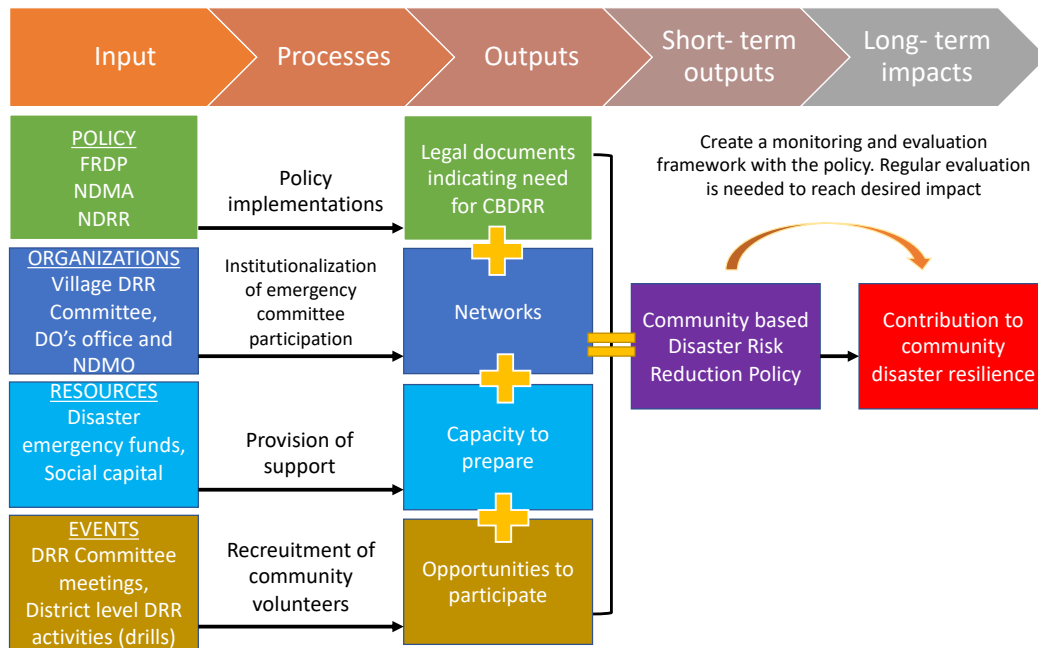 Input
Processes
Outputs
Short- term
outputs
Long- term
impacts
POLICY
FRDP
NDMA
NDRR
Policy
implementations
Legal documents
indicating need
for CBDRR
Create a monitoring and evaluation
framework with the policy. Regular evaluation
is needed to reach desired impact
ORGANIZATIONS
Village DRR
Committee,
DO's office and
NDMO
Institutionalization
of emergency
committee
participation
Networks
Community based
Disaster Risk
Reduction Policy
Contribution to
community
disaster resilience
RESOURCES
Disaster
emergency funds,
Social capital
Provision of
support
Capacity to
prepare
EVENTS
DRR Committee
meetings,
District level DRR
activities (drills)
Recreuitment of
community
volunteers
Opportunities to
participate